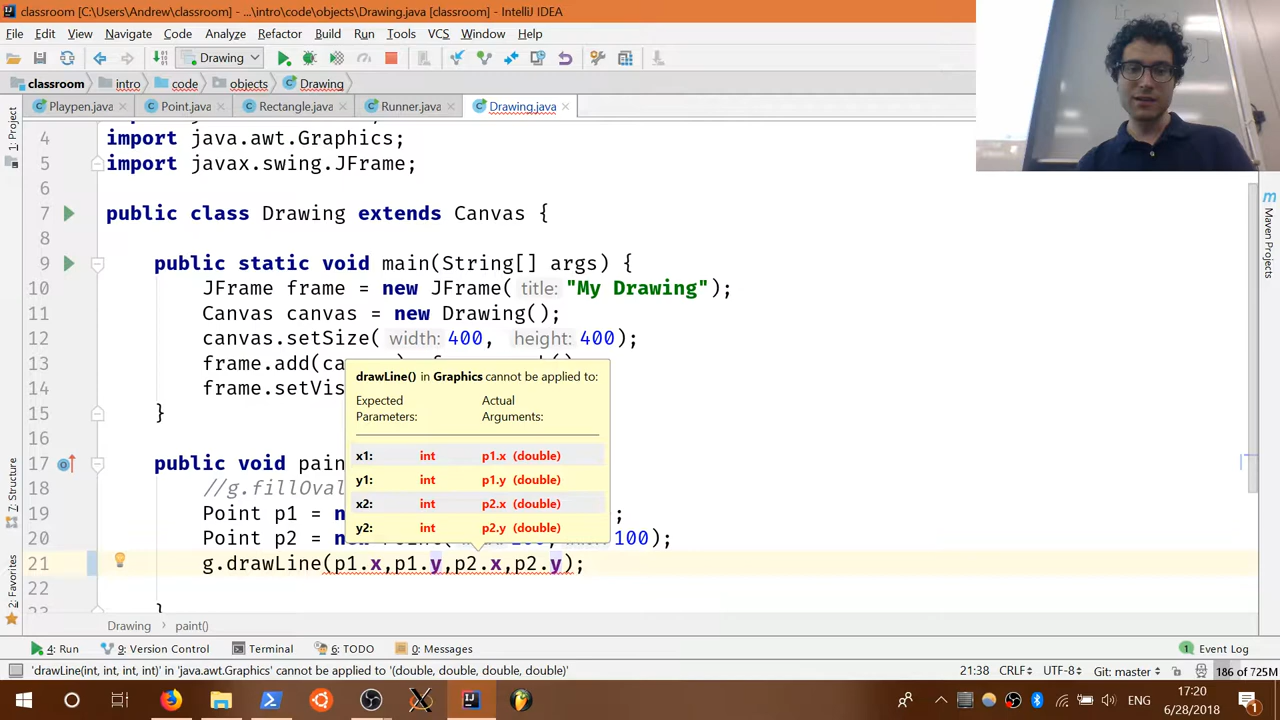 classroom [C:\Users\Andrew\classroom] - ...\intro\code\objects\Drawing.java [classroom] - IntelliJ IDEA
File Edit View Navigate Code Analyze Refactor Build Run Tools VCS Window Help
Drawing
classroom intro code objects Drawing
Playpen.java Point.java Rectangle.java Runner.java Drawing.java
1: Project
Maven Projects
Z: Structure
2: Favorites
4 import java.awt.Graphics;
5 import javax.swing.JFrame;
6
7 public class Drawing extends Canvas {
8
9 public static void main(String[] args) {
10 JFrame frame = new JFrame( title: "My Drawing");
11 Canvas canvas = new Drawing();
12 canvas.setSize( width: 400, height: 400);
13 frame.add(ca
14 frame.setVis
15 }
16
17 public void pain
18 //g.fillOval
19 Point p1 = n ;
20 Point p2 = 100);
21 g.drawLine(p1.x,p1.y,p2.x,p2.y);
22
23 }
drawLine() in Graphics cannot be applied to:
Expected Actual
Parameters: Arguments:
x1: int p1.x (double)
y1: int p1.y (double)
x2: int p2.x (double)
y2: int p2.y (double)
Drawing paint()
4: Run 9: Version Control Terminal 6: TODO 0: Messages 1 Event Log
'drawLine(int, int, int, int)' in 'java.awt.Graphics' cannot be applied to '(double, double, double, double)' 21:38 CRLF UTF-8 Git: master 186 of 725M
ENG 17:20
6/28/2018 1